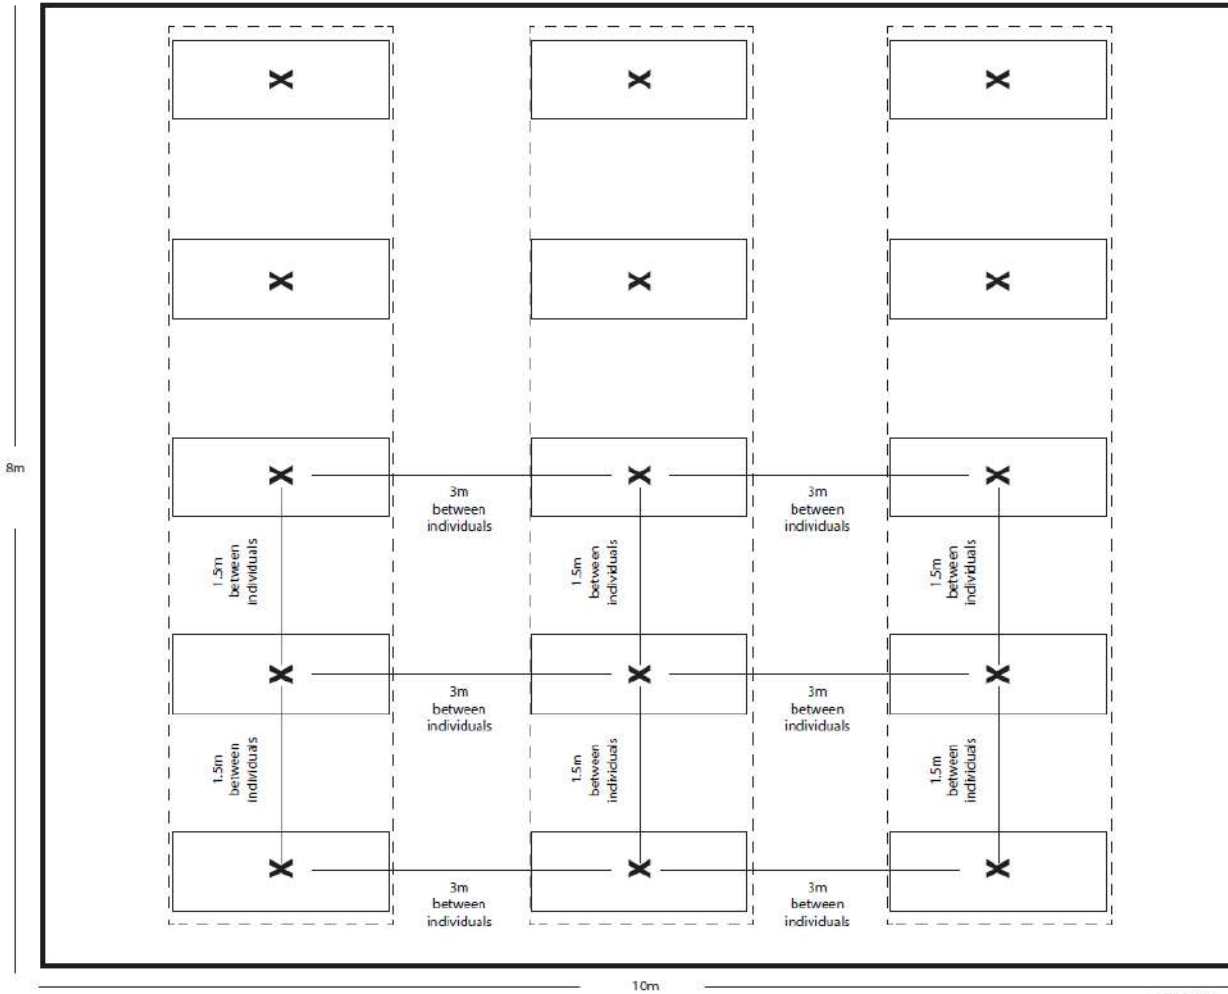 X
X
X
X
X
X
8m
X
X
X
3m
between
individuals
3m
between
individuals
1.5m
between
individuals
1.5m
between
individuals
1.5m
between
individuals
X
X
X
3m
between
individuals
3m
between
individuals
1.5m
between
individuals
1.5m
between
individuals
1.5m
between
individuals
X
X
X
3m
between
individuals
3m
between
individuals
10m